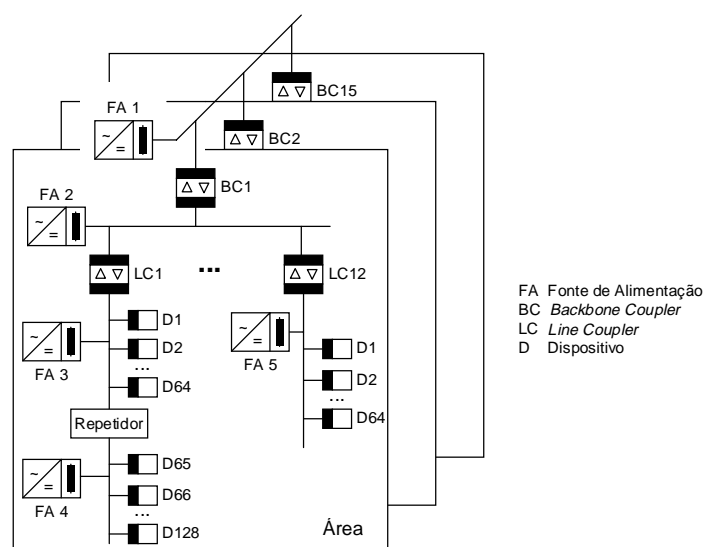 BC15
FA 1
BC2
BC1
FA 2
~
=
LC1
...
LC12
D1
D2
...
D64
FA 3
FA 5
D1
D2
...
D64
Repetidor
D65
D66
...
D128
FA 4
Área
FA Fonte de Alimentação
BC Backbone Coupler
LC Line Coupler
D Dispositivo